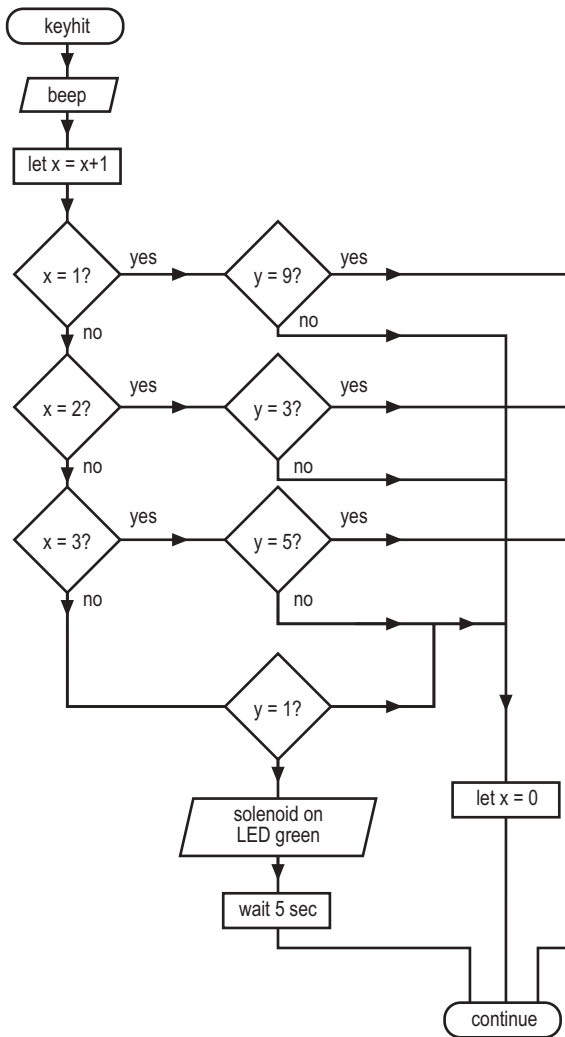 keyhit
beep
let x = x+1
x = 1?
yes
y = 9?
yes
no
no
x = 2?
yes
y = 3?
yes
no
no
x = 3?
yes
y = 5?
yes
no
no
y = 1?
let x = 0
solenoid on
LED green
wait 5 sec
continue